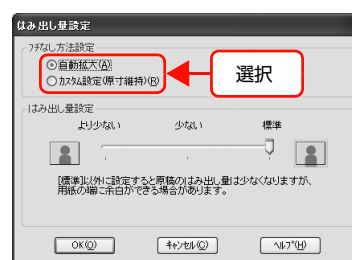 はみ出し量設定
フチなし方法設定
自動拡大(A)
カスタム設定(原寸維持)(R)
選択
はみ出し量設定
より少ない 少ない 標準
[標準]以外に設定すると原稿のはみ出し量は少なくなりますが、
用紙の端に余白ができる場合があります。
OK(O) キャンセル(C) ヘルプ(H)